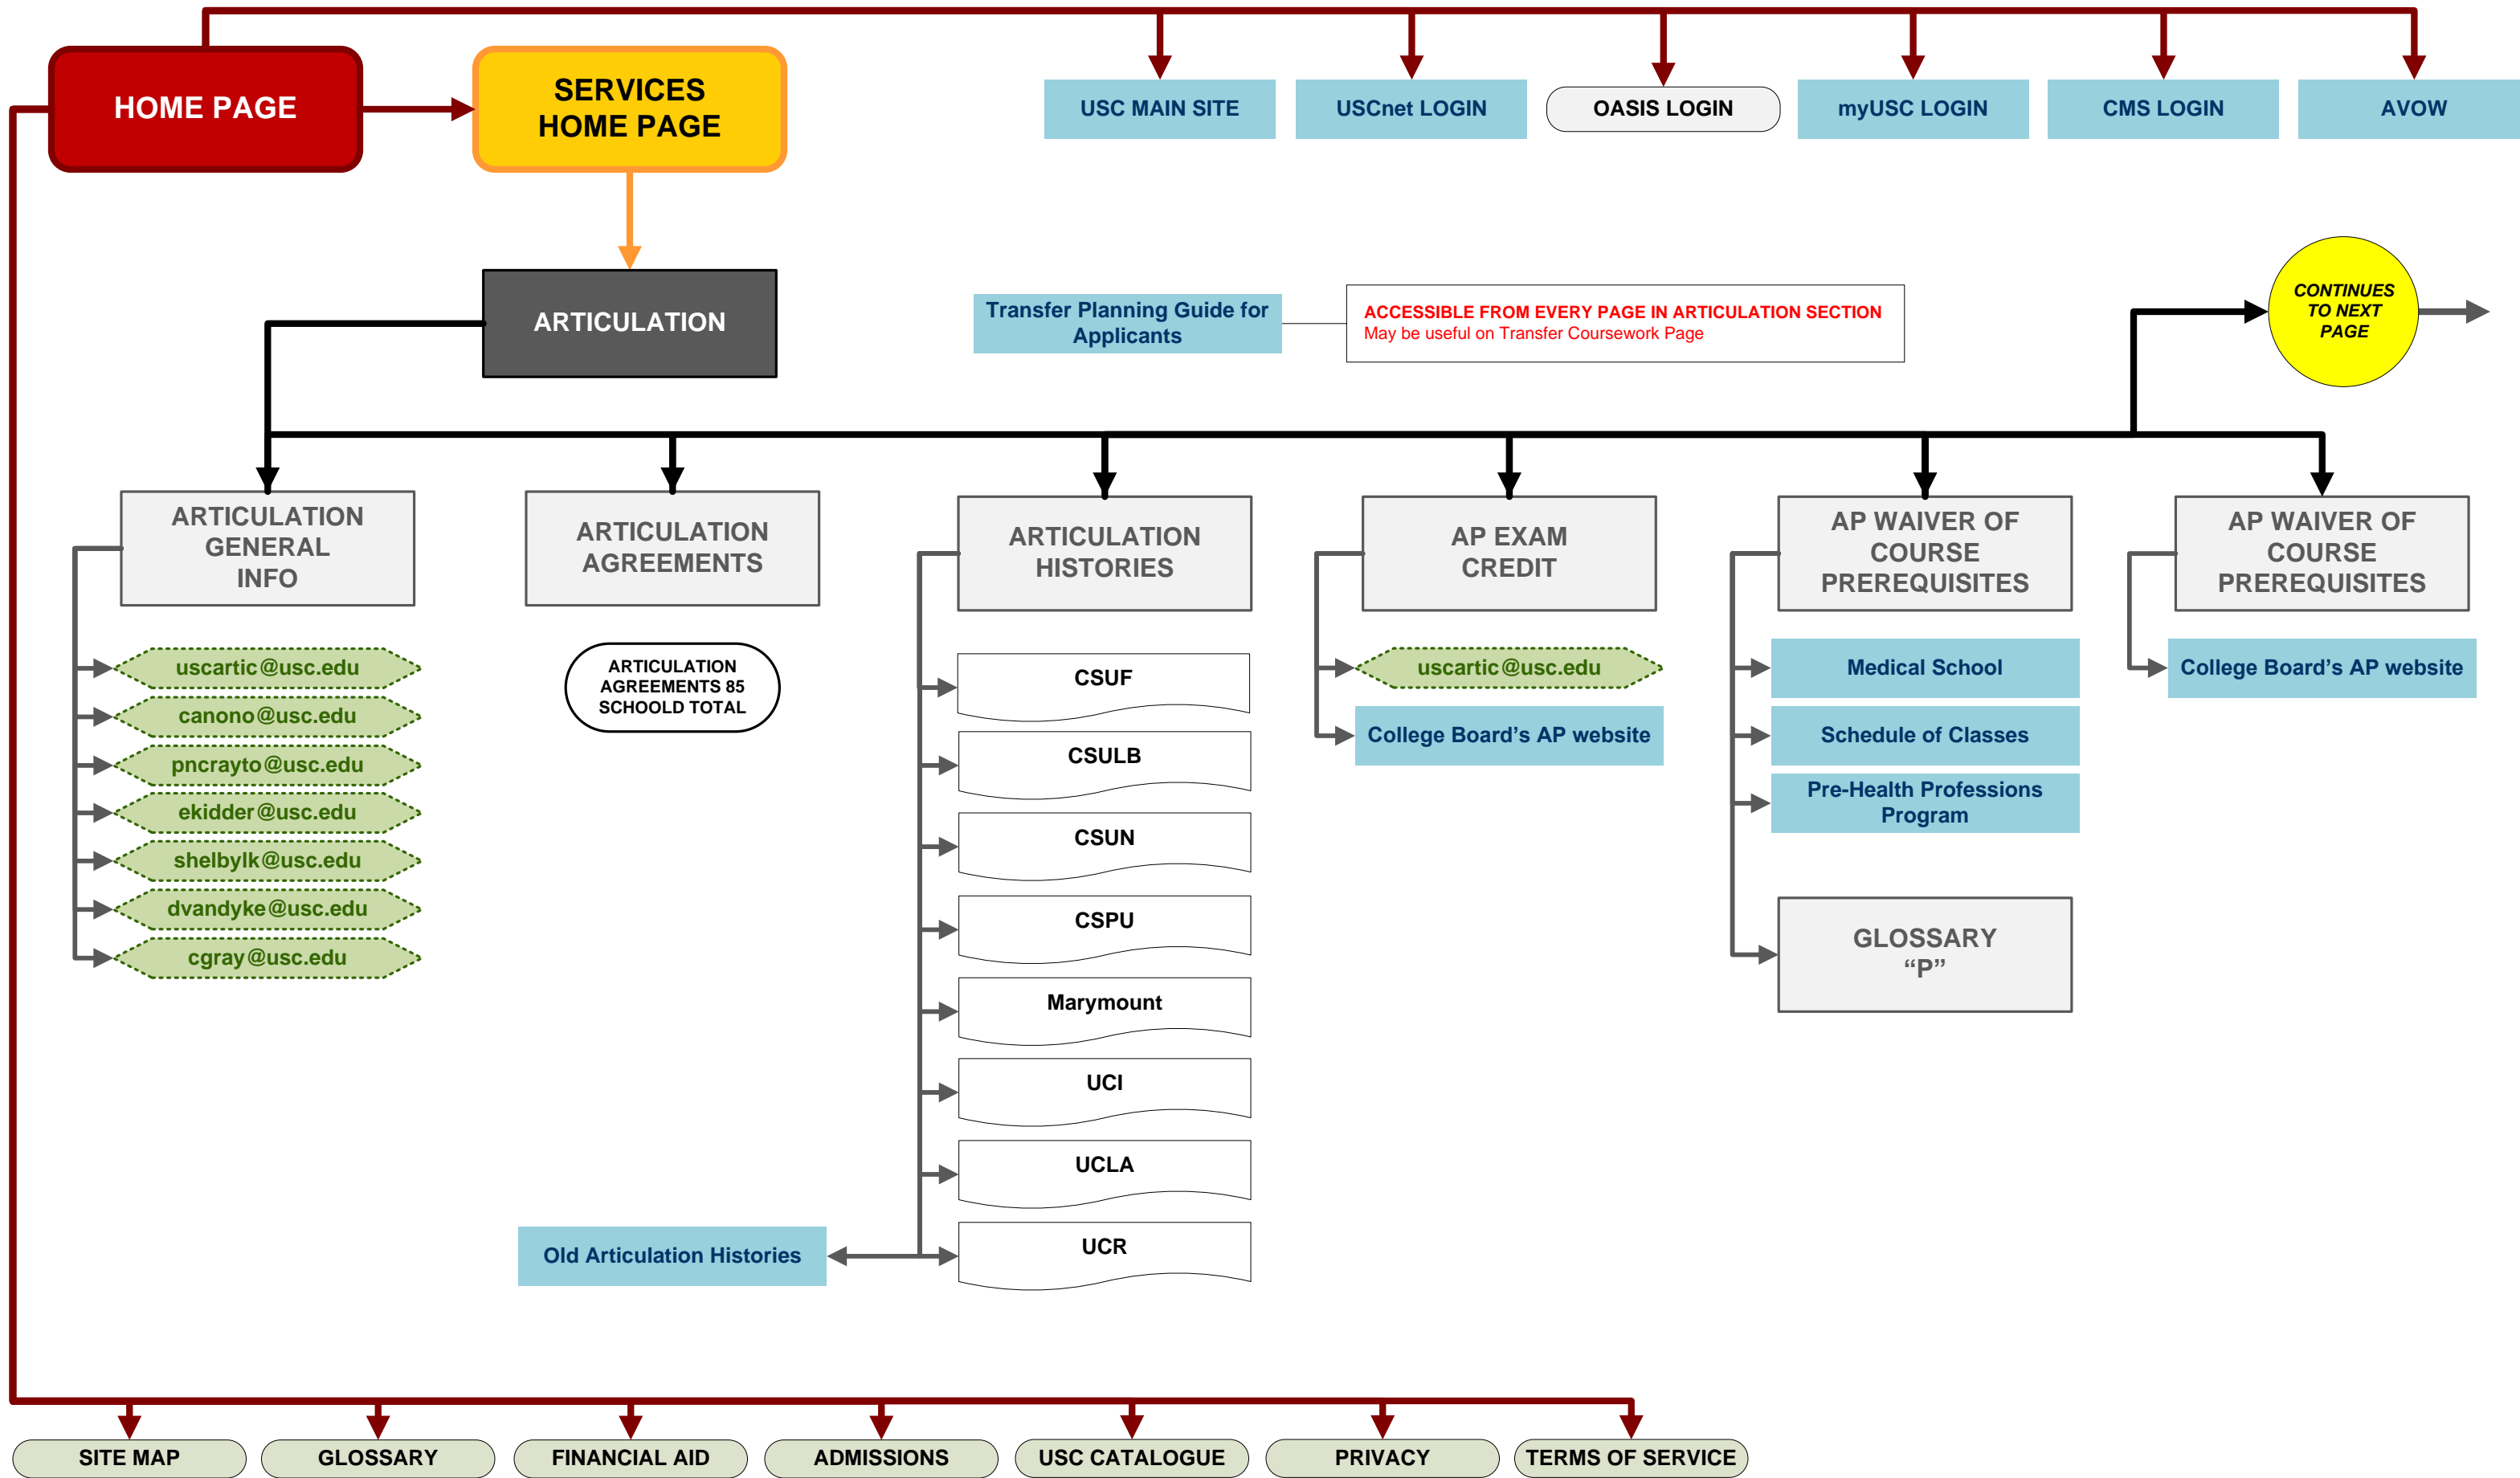 HOME PAGE
SERVICES
HOME PAGE
USC MAIN SITE
USCnet LOGIN
OASIS LOGIN
myUSC LOGIN
CMS LOGIN
AVOW
ARTICULATION
Transfer Planning Guide for
Applicants
ACCESSIBLE FROM EVERY PAGE IN ARTICULATION SECTION
May be useful on Transfer Coursework Page
CONTINUES
TO NEXT
PAGE
ARTICULATION
GENERAL
INFO
uscartic@usc.edu
canono@usc.edu
pncrayto@usc.edu
ekidder@usc.edu
shelbylk@usc.edu
dvandyke@usc.edu
cgray@usc.edu
ARTICULATION
AGREEMENTS
ARTICULATION
AGREEMENTS 85
SCHOOLD TOTAL
ARTICULATION
HISTORIES
CSUF
CSULB
CSUN
CSPU
Marymount
UCI
UCLA
UCR
Old Articulation Histories
AP EXAM
CREDIT
uscartic@usc.edu
College Board’s AP website
AP WAIVER OF
COURSE
PREREQUISITES
Medical School
Schedule of Classes
Pre-Health Professions
Program
GLOSSARY
“P”
AP WAIVER OF
COURSE
PREREQUISITES
College Board’s AP website
SITE MAP
GLOSSARY
FINANCIAL AID
ADMISSIONS
USC CATALOGUE
PRIVACY
TERMS OF SERVICE